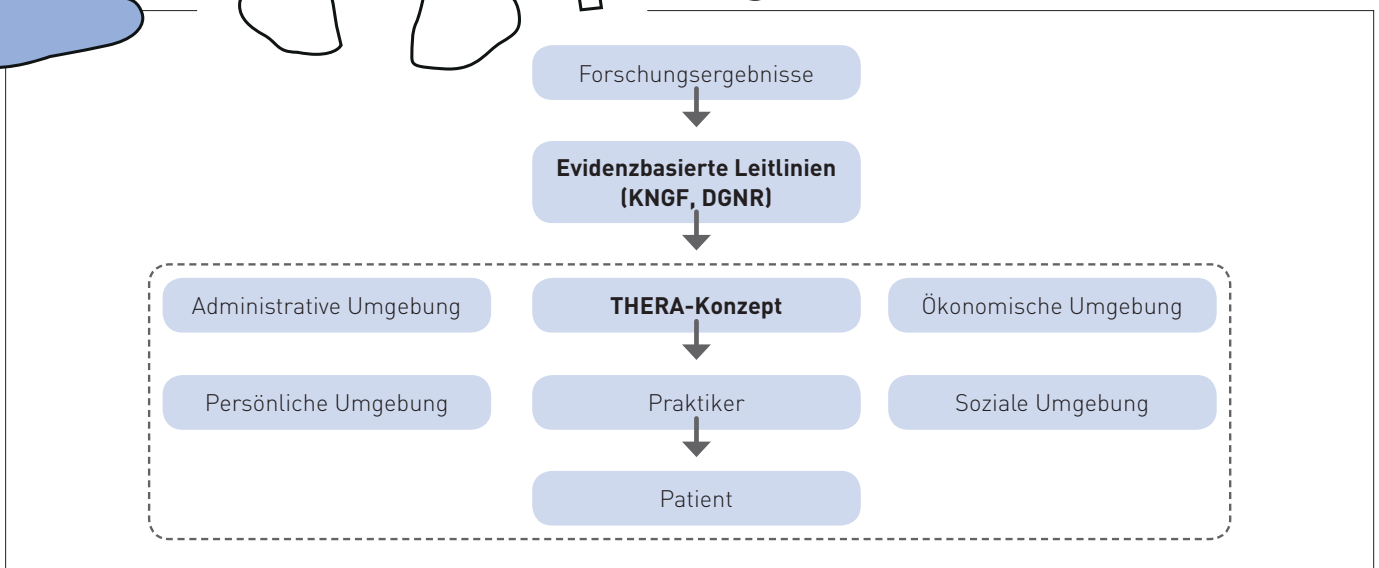 Forschungsergebnisse
Evidenzbasierte Leitlinien
(KNGF, DGNR)
Administrative Umgebung
THERA-Konzept
Ökonomische Umgebung
Persönliche Umgebung
Praktiker
Soziale Umgebung
Patient